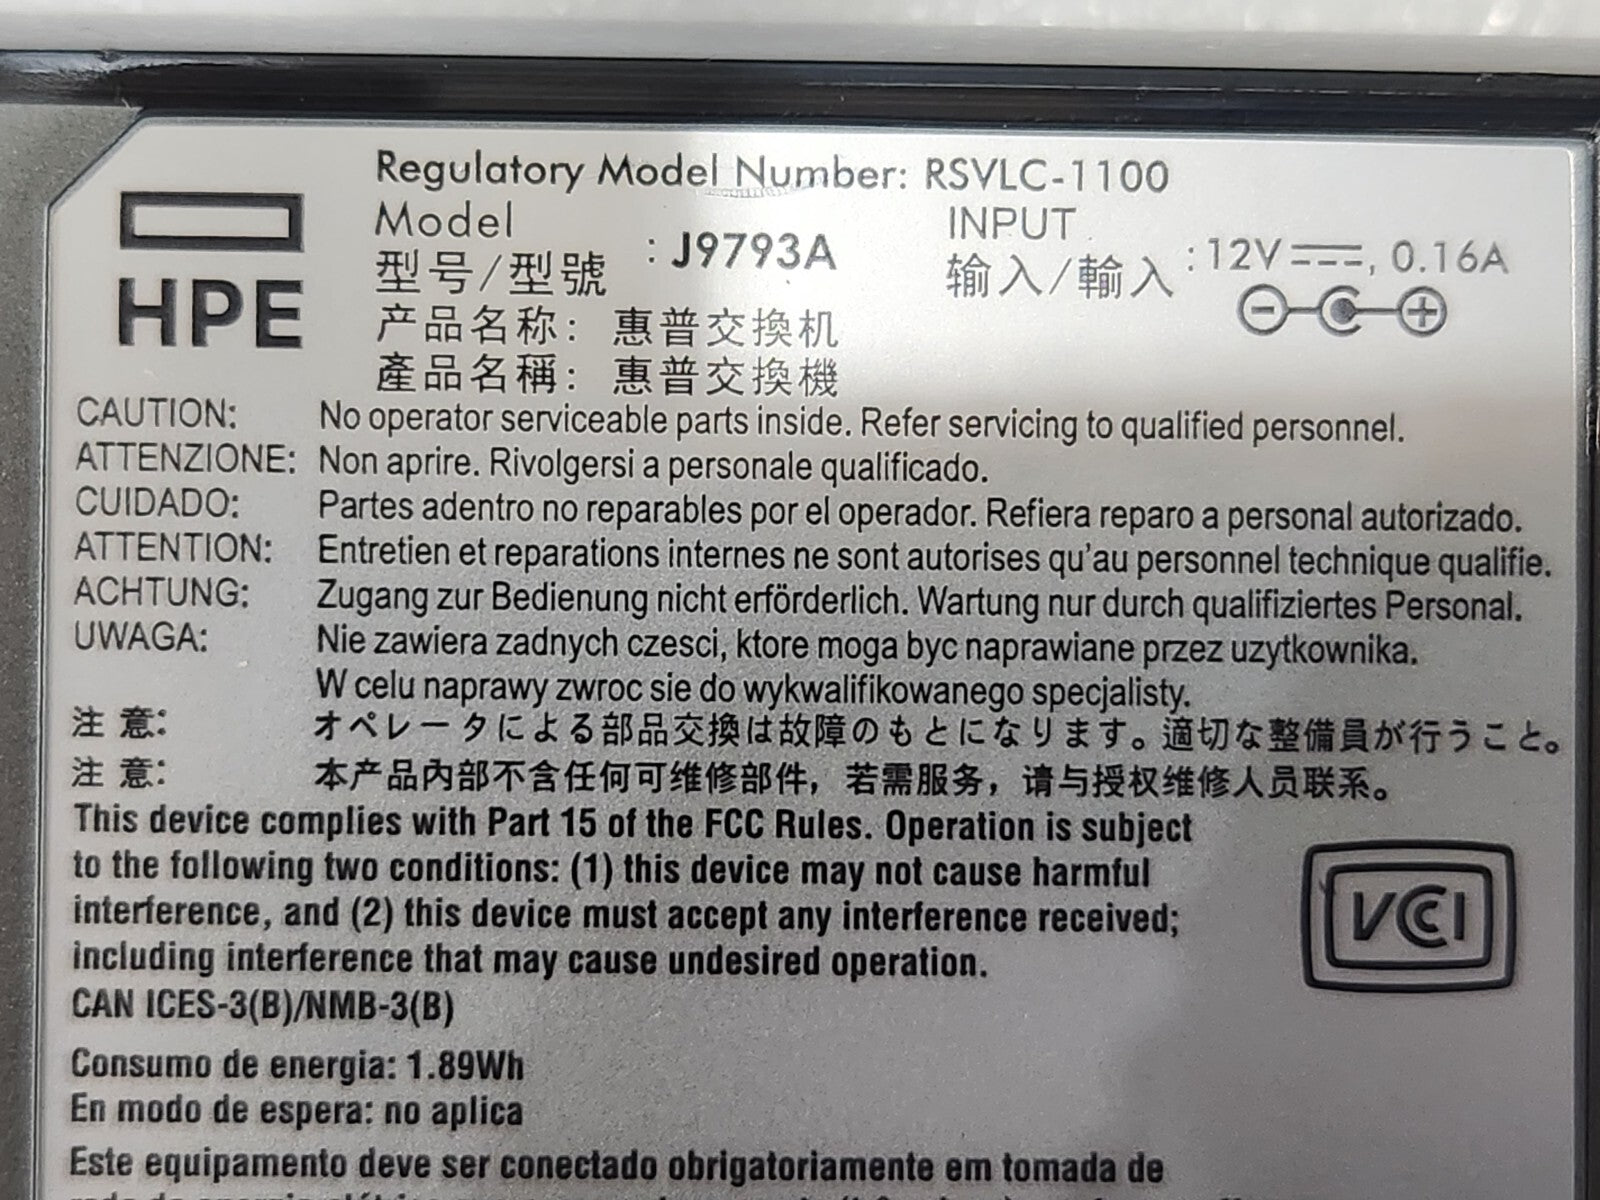 HPE
Regulatory Model Number: RSVLC-1100
Model
型号/型號
: J9793A
INPUT
输入/輸入
: 12V⎓, 0.16A
产品名称: 惠普交換机
產品名稱: 惠普交換機
CAUTION: No operator serviceable parts inside. Refer servicing to qualified personnel.
ATTENZIONE: Non aprire. Rivolgersi a personale qualificado.
CUIDADO: Partes adentro no reparables por el operador. Refiera reparo a personal autorizado.
ATTENTION: Entretien et reparations internes ne sont autorises qu'au personnel technique qualifie.
ACHTUNG: Zugang zur Bedienung nicht erförderlich. Wartung nur durch qualifiziertes Personal.
UWAGA: Nie zawiera zadnych czesci, ktore moga byc naprawiane przez uzytkownika.
W celu naprawy zwroc sie do wykwalifikowanego specjalisty.
注 意: オペレータによる部品交換は故障のもとになります。適切な整備員が行うこと。
注 意: 本产品內部不含任何可维修部件，若需服务，请与授权维修人员联系。
This device complies with Part 15 of the FCC Rules. Operation is subject
to the following two conditions: (1) this device may not cause harmful
interference, and (2) this device must accept any interference received;
including interference that may cause undesired operation.
CAN ICES-3(B)/NMB-3(B)
VCCI
Consumo de energia: 1.89Wh
En modo de espera: no aplica
Este equipamento deve ser conectado obrigatoriamente em tomada de